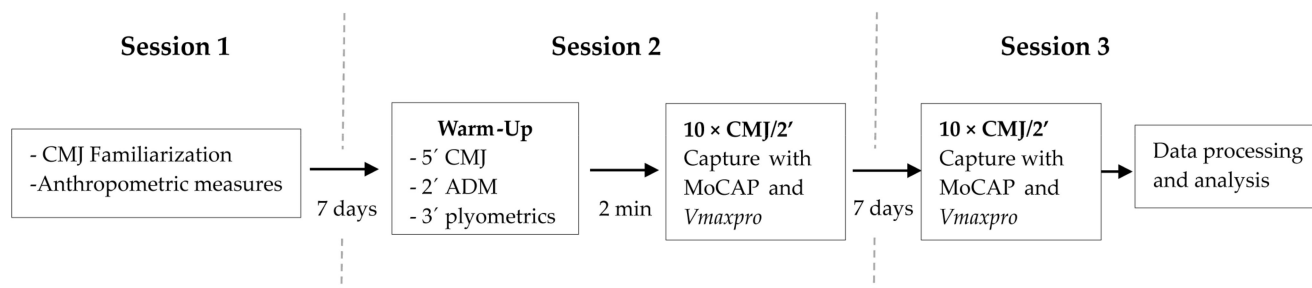 Session 1
Session 2
Session 3
- CMJ Familiarization
-Anthropometric measures
7 days
Warm-Up
- 5´ CMJ
- 2´ ADM
- 3´ plyometrics
2 min
10 × CMJ/2′
Capture with
MoCAP and
Vmaxpro
7 days
10 × CMJ/2′
Capture with
MoCAP and
Vmaxpro
Data processing
and analysis